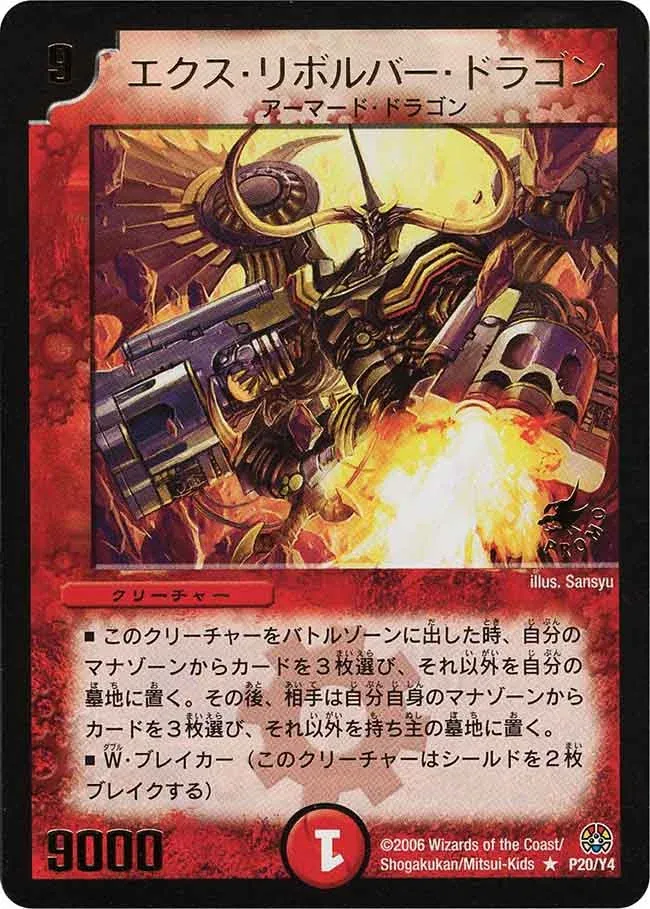 9
エクス・リボルバー・ドラゴン
アーマード・ドラゴン
PROMO
illus. Sansyu
クリーチャー
■ このクリーチャーをバトルゾーンに出した時、自分の
マナゾーンからカードを3枚選び、それ以外を自分の
墓地に置く。その後、相手は自分自身のマナゾーンから
カードを3枚選び、それ以外を持ち主の墓地に置く。
■ W・ブレイカー（このクリーチャーはシールドを2枚
ブレイクする）
9000
1
©2006 Wizards of the Coast/
Shogakukan/Mitsui-Kids ★ P20/Y4